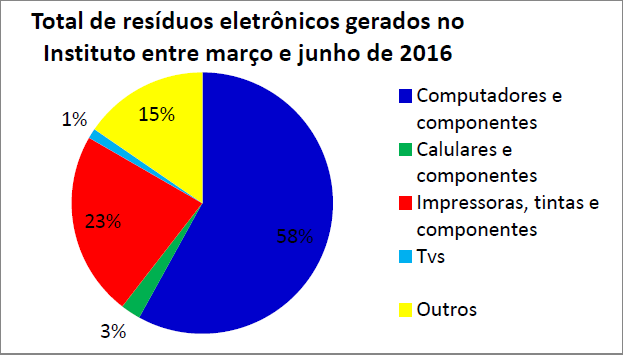 Total de resíduos eletrônicos gerados no
Instituto entre março e junho de 2016
15%
1%
23%
58%
3%
Computadores e
componentes
Calulares e
componentes
Impressoras, tintas e
componentes
Tvs
Outros